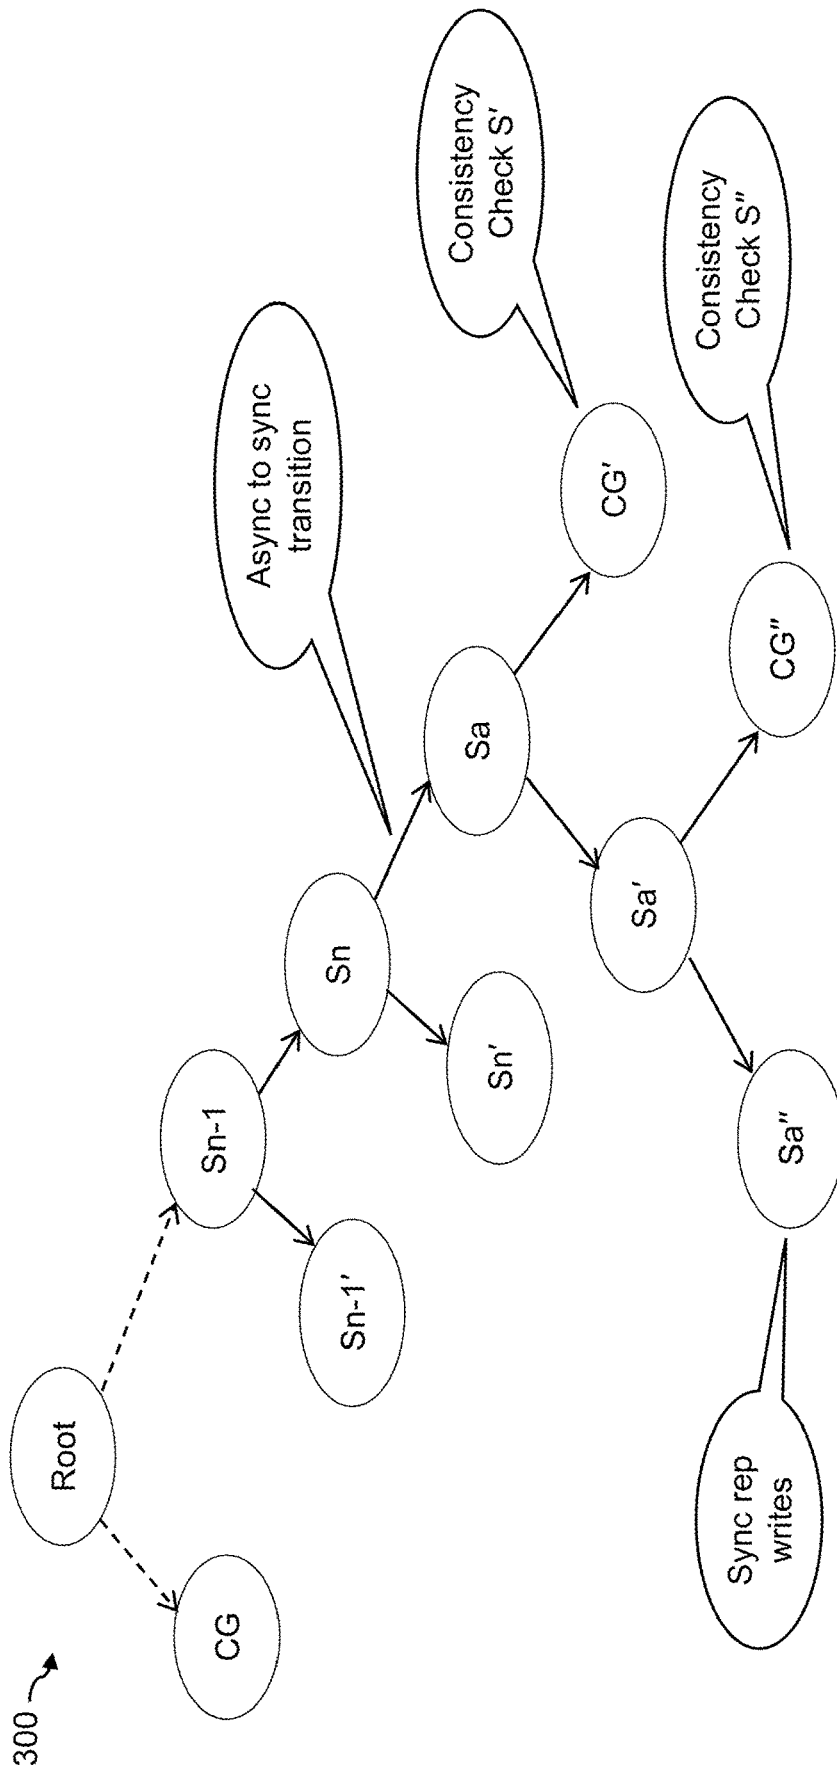 300
Root
CG
Sn-1
Sn-1'
Sn
Sn'
Async to sync
transition
Sa
CG'
Consistency
Check S'
Sa'
CG"
Consistency
Check S"
Sa"
Sync rep
writes